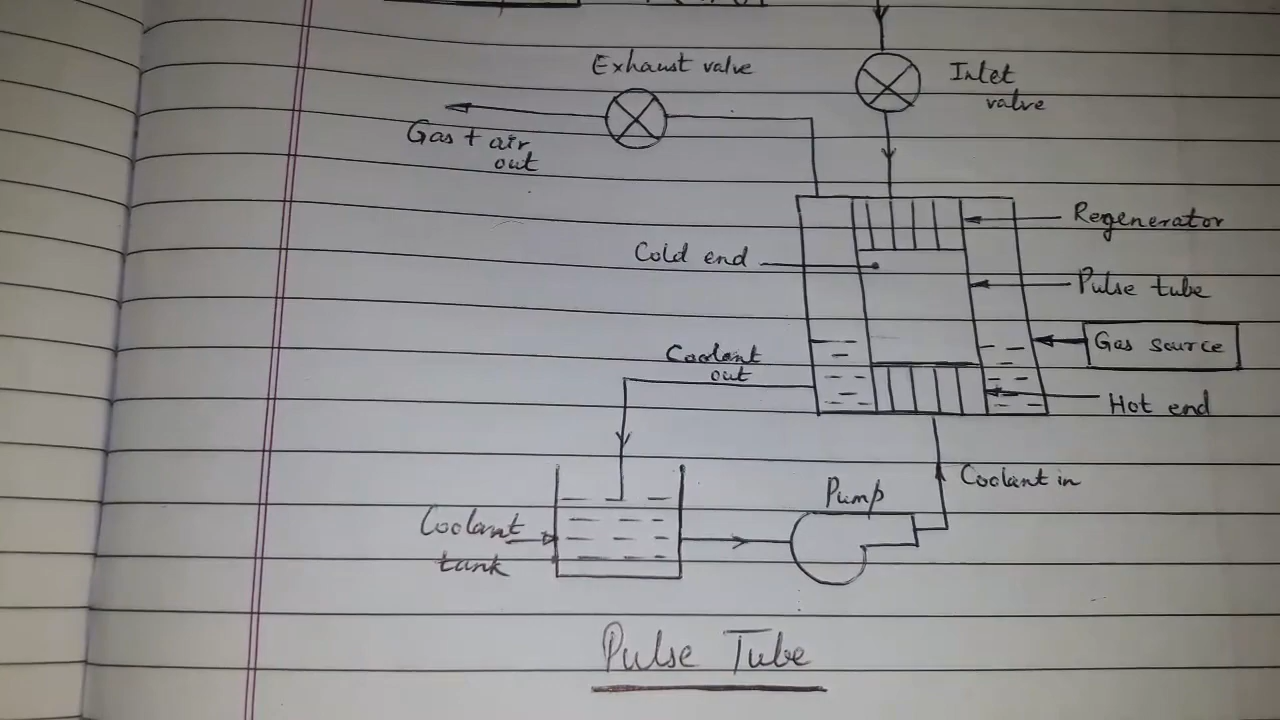 Exhaust valve
Inlet
valve
Gas + air
out
Regenerator
Cold end
Pulse tube
Gas source
Coolant
out
Hot end
Coolant in
Pump
Coolant
tank
Pulse Tube